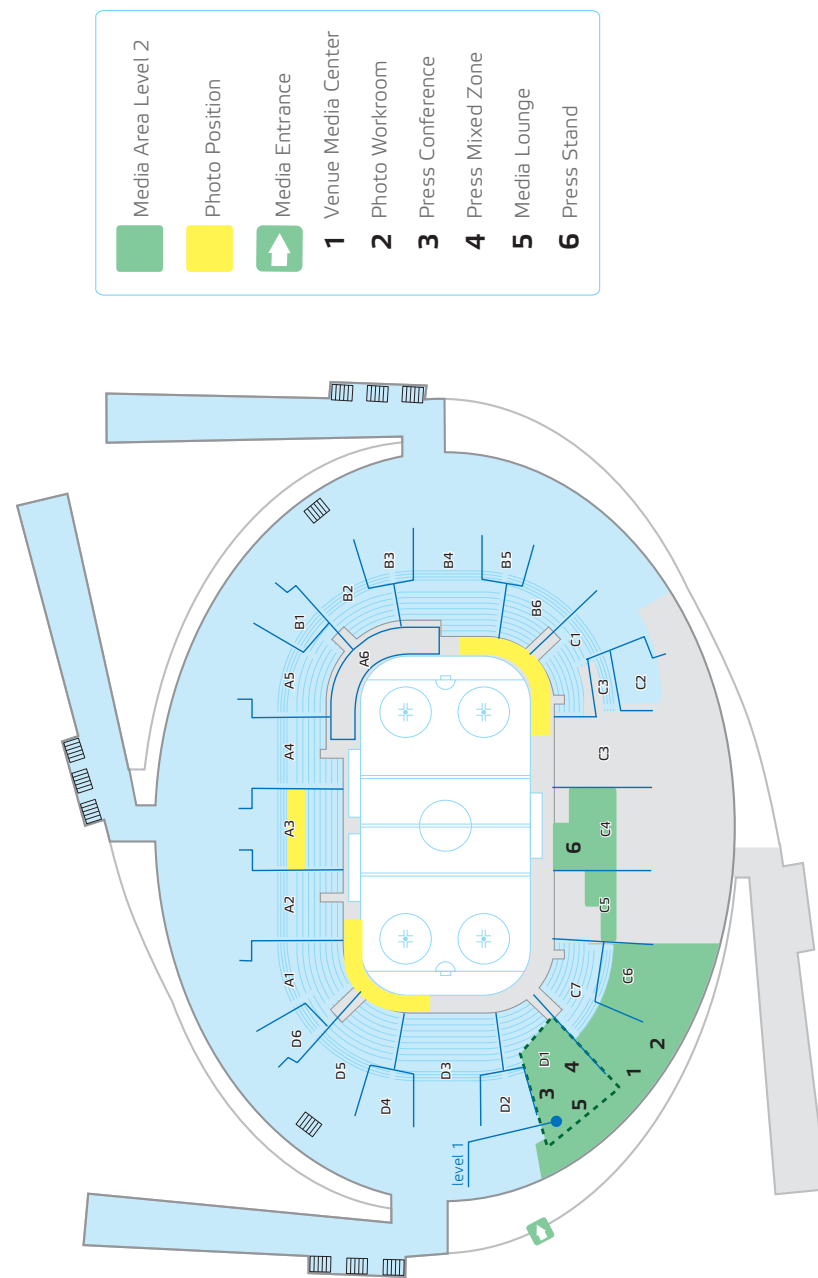 Media Area Level 2
Photo Position
Media Entrance
1 Venue Media Center
2 Photo Workroom
3 Press Conference
4 Press Mixed Zone
5 Media Lounge
6 Press Stand
A1
A2
A3
A4
A5
A6
B1
B2
B3
B4
B5
B6
C1
C2
C3
C3
C4
C5
C6
C7
D1
D2
D3
D4
D5
D6
level 1
1
2
3
4
5
6